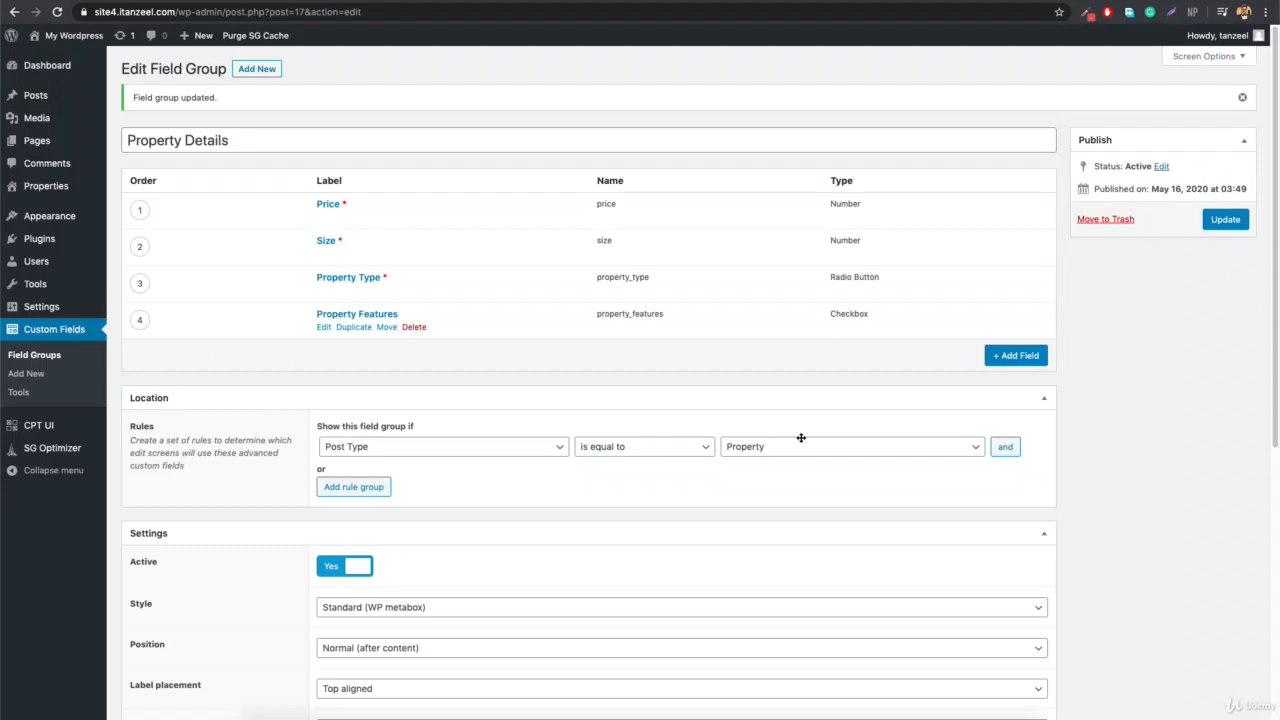 site4.itanzeel.com/wp-admin/post.php?post=17&action=edit
NP
My Wordpress 1 0 New Purge SG Cache Howdy, tanzeel
Screen Options
Dashboard
Posts
Media
Pages
Comments
Properties
Appearance
Plugins
Users
Tools
Settings
Custom Fields
Field Groups
Add New
Tools
CPT UI
SG Optimizer
Collapse menu
Edit Field Group Add New
Field group updated.
Property Details
Order Label Name Type
1 Price * price Number
2 Size * size Number
3 Property Type * property_type Radio Button
4 Property Features property_features Checkbox
Edit Duplicate Move Delete
+ Add Field
Location
Rules
Create a set of rules to determine which
edit screens will use these advanced
custom fields
Show this field group if
Post Type is equal to Property and
or
Add rule group
Settings
Active Yes
Style Standard (WP metabox)
Position Normal (after content)
Label placement Top aligned
Publish
Status: Active Edit
Published on: May 16, 2020 at 03:49
Move to Trash Update
Udemy